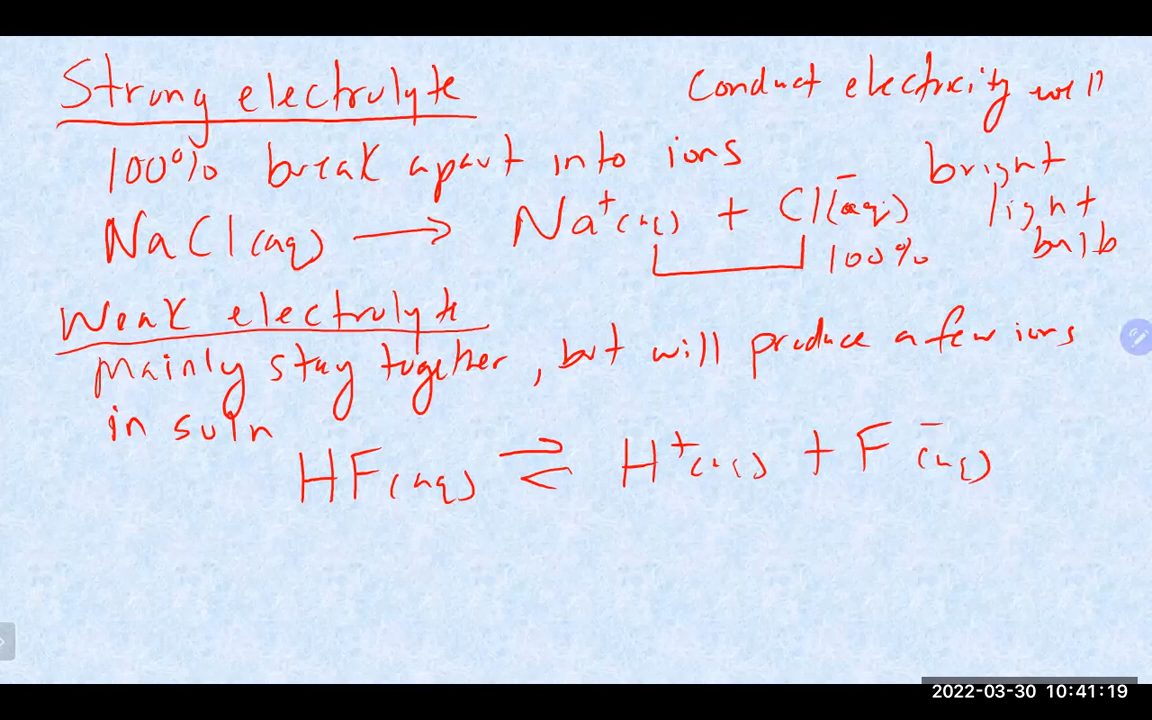 Strong electrolyte
Conduct electricity well
100% break apart into ions
bright
light
bulb
NaCl(aq) → Na⁺(aq) + Cl⁻(aq)
100%
Weak electrolyte
mainly stay together, but will produce a few ions
in soln
HF(aq) ⇌ H⁺(aq) + F⁻(aq)
2022-03-30 10:41:19